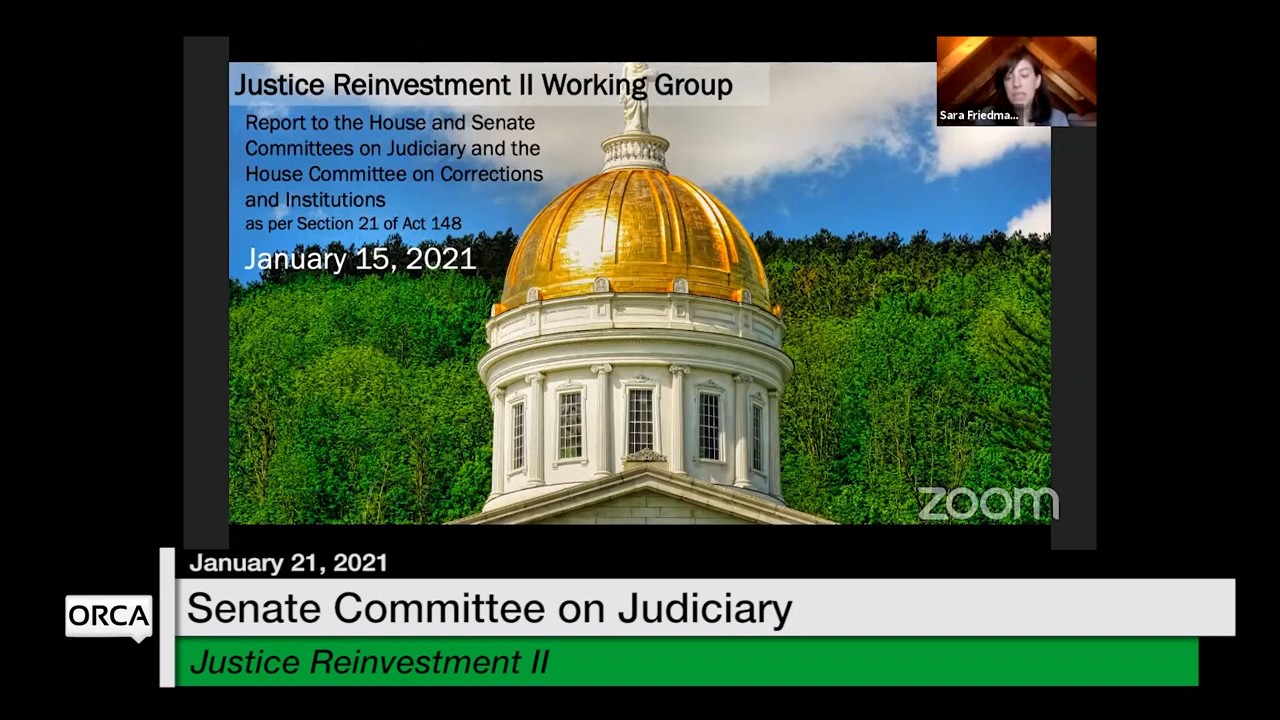 Justice Reinvestment II Working Group
Report to the House and Senate
Committees on Judiciary and the
House Committee on Corrections
and Institutions
as per Section 21 of Act 148
January 15, 2021
Sara Friedma...
zoom
January 21, 2021
ORCA
Senate Committee on Judiciary
Justice Reinvestment II